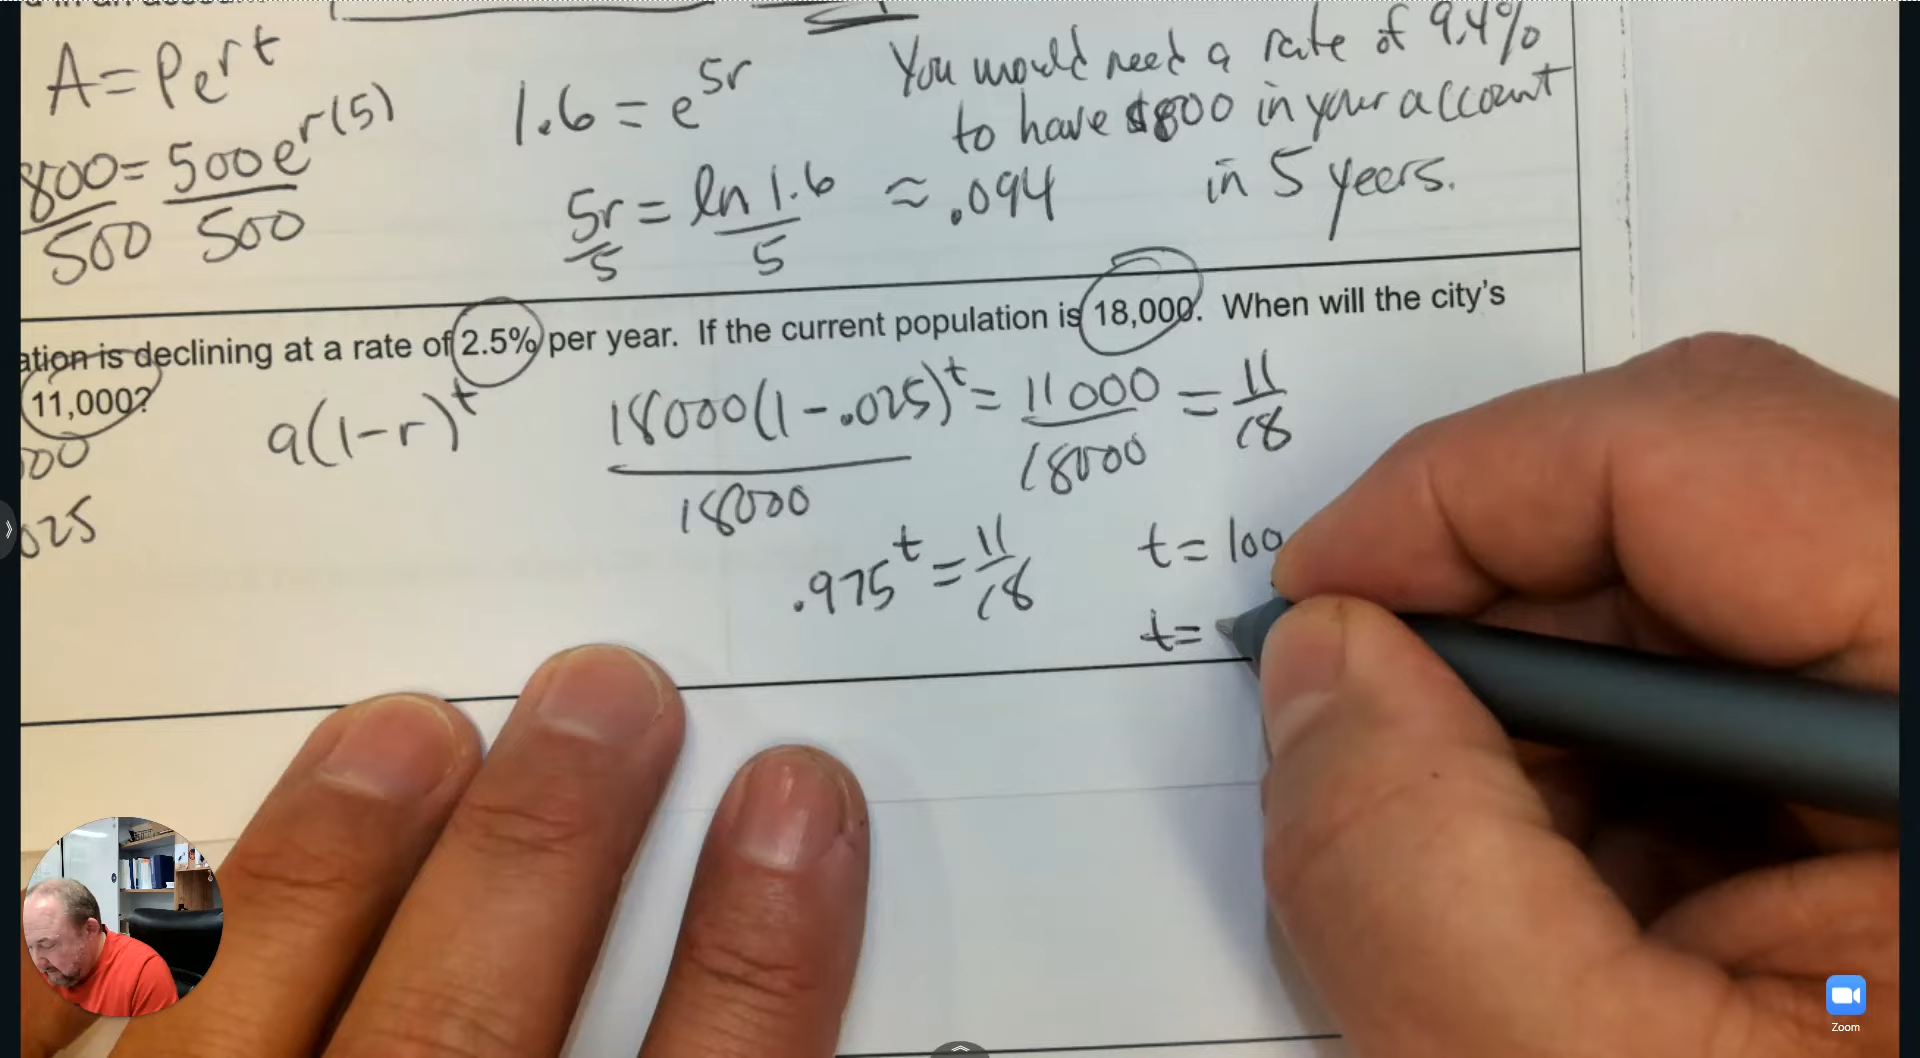 A = Pe^rt
800/500 = 500e^r(5)/500
1.6 = e^5r
5r/5 = ln 1.6/5 ≈ .094
You would need a rate of 9.4%
to have $800 in your account
in 5 years.
ation is declining at a rate of 2.5% per year. If the current population is 18,000. When will the city's
11,000?
000
025
a(1-r)^t
18000(1-.025)^t/18000 = 11000/18000 = 11/18
.975^t = 11/18
t = log
t =
Zoom